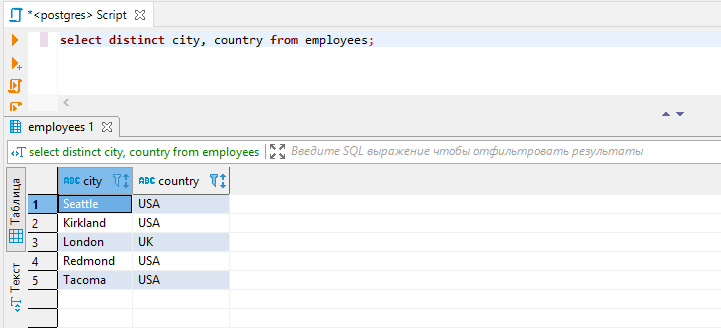 *<postgres> Script
select distinct city, country from employees;
employees 1
select distinct city, country from employees
Введите SQL выражение чтобы отфильтровать результаты
Таблица
Текст
ABC city ABC country
1 Seattle USA
2 Kirkland USA
3 London UK
4 Redmond USA
5 Tacoma USA